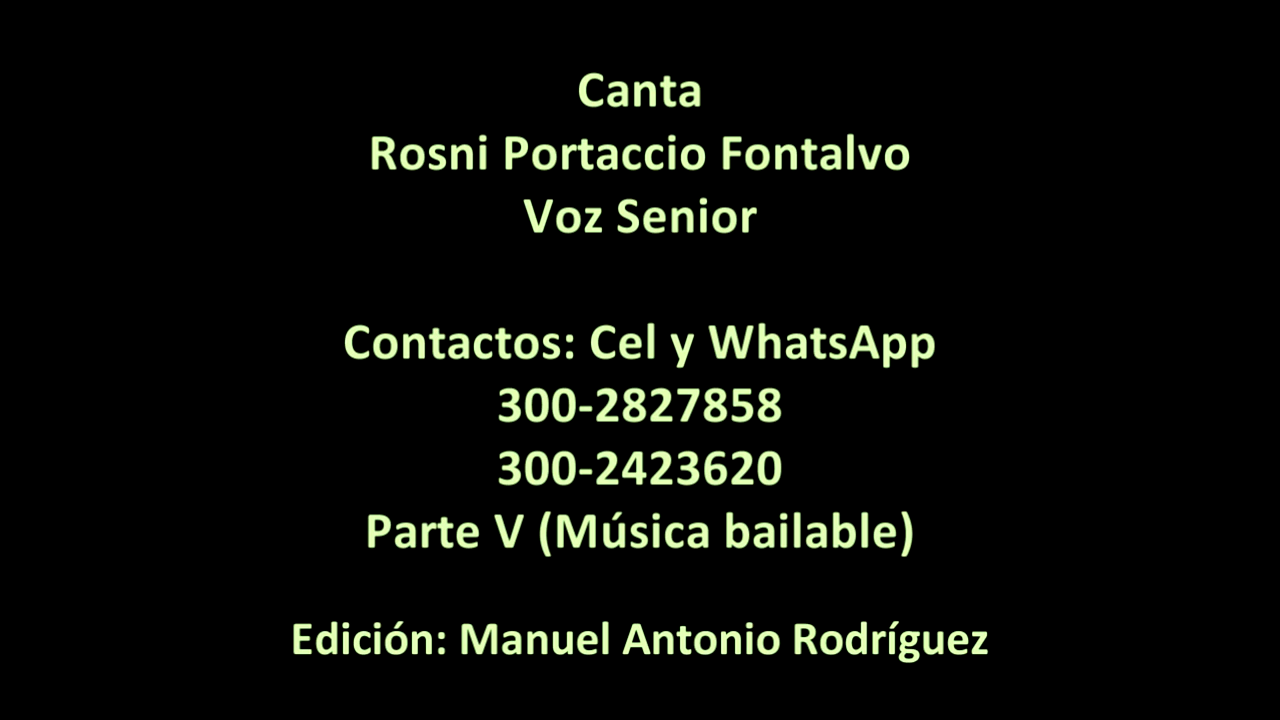 Canta
Rosni Portaccio Fontalvo
Voz Senior
Contactos: Cel y WhatsApp
300-2827858
300-2423620
Parte V (Música bailable)
Edición: Manuel Antonio Rodríguez